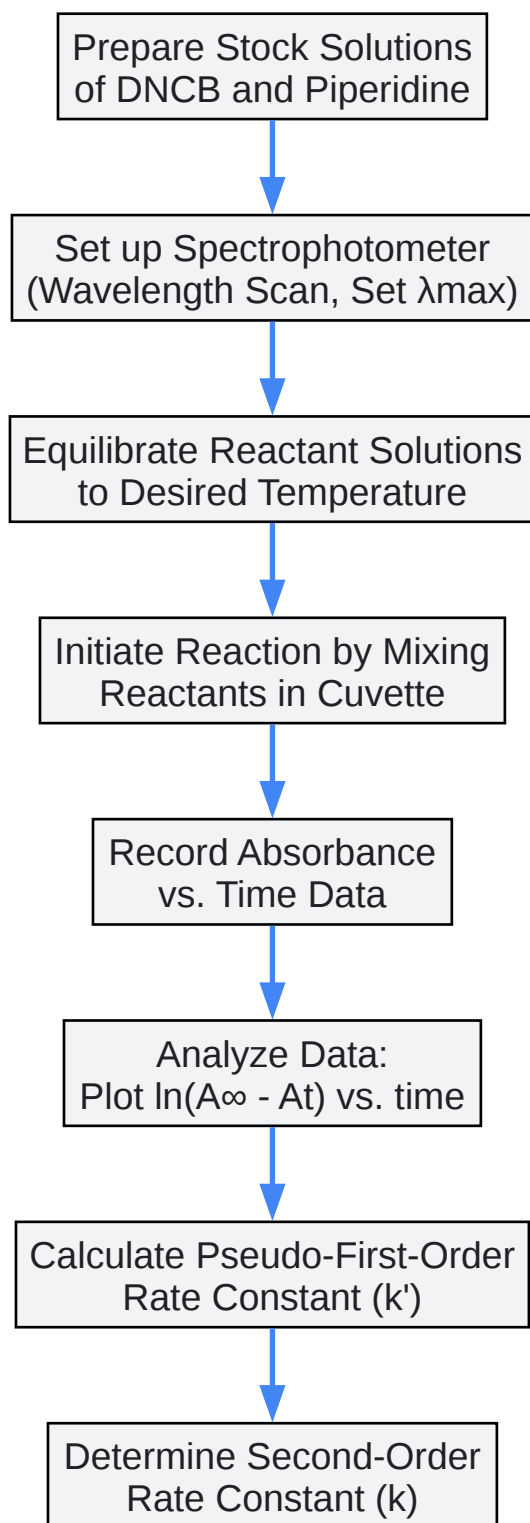 Prepare Stock Solutions
of DNCB and Piperidine
Set up Spectrophotometer
(Wavelength Scan, Set λmax)
Equilibrate Reactant Solutions
to Desired Temperature
Initiate Reaction by Mixing
Reactants in Cuvette
Record Absorbance
vs. Time Data
Analyze Data:
Plot ln(A∞ - At) vs. time
Calculate Pseudo-First-Order
Rate Constant (k')
Determine Second-Order
Rate Constant (k)